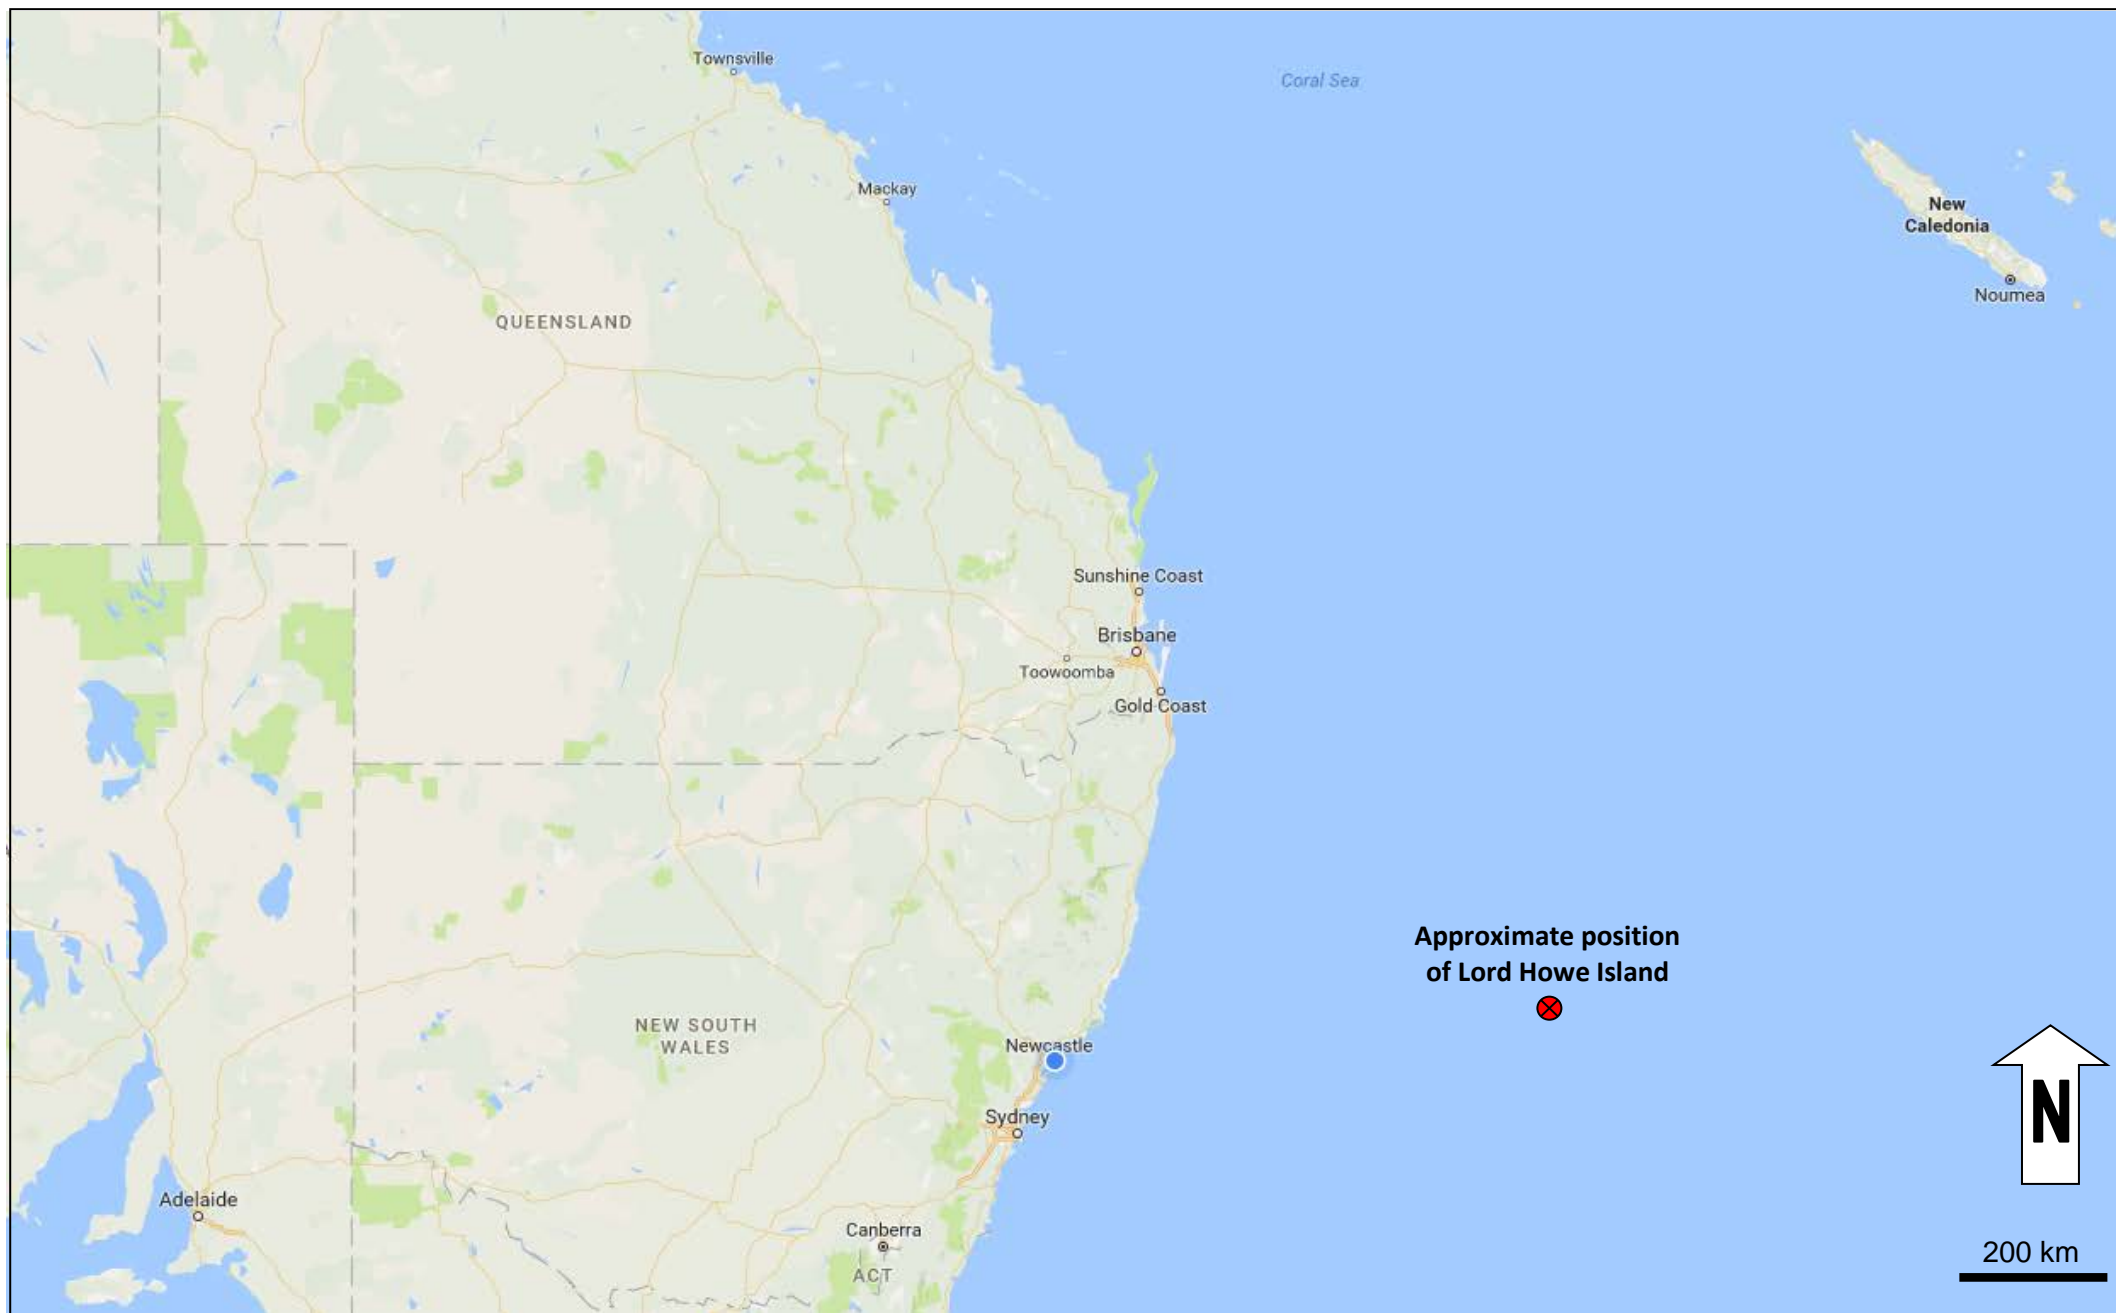 Townsville
Coral Sea
Mackay
New
Caledonia
Noumea
QUEENSLAND
Sunshine Coast
Brisbane
Toowoomba
Gold Coast
Approximate position
of Lord Howe Island
NEW SOUTH
WALES
Newcastle
N
Sydney
Adelaide
Canberra
ACT
200 km